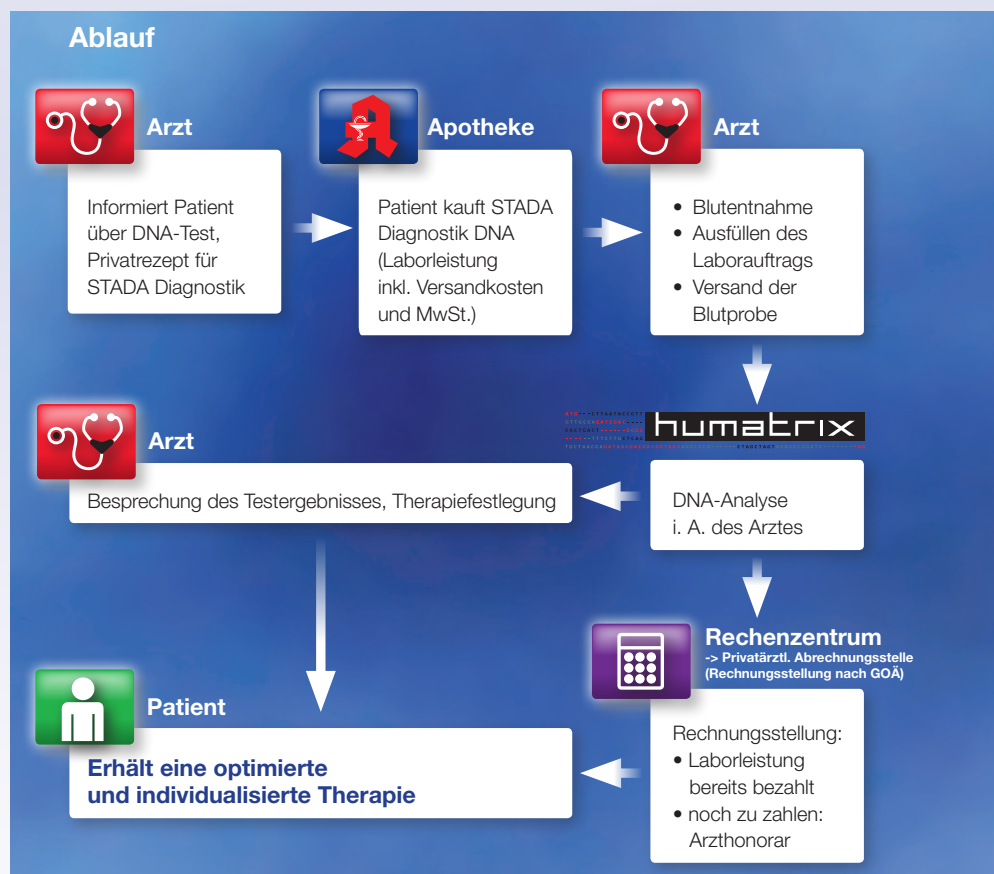 Ablauf
Arzt
Informiert Patient
über DNA-Test,
Privatrezept für
STADA Diagnostik
Apotheke
Patient kauft STADA
Diagnostik DNA
(Laborleistung
inkl. Versandkosten
und MwSt.)
Arzt
• Blutentnahme
• Ausfüllen des
Laborauftrags
• Versand der
Blutprobe
humatrix
DNA-Analyse
i. A. des Arztes
Arzt
Besprechung des Testergebnisses, Therapiefestlegung
Rechenzentrum
-> Privatärztl. Abrechnungsstelle
(Rechnungsstellung nach GOÄ)
Rechnungsstellung:
• Laborleistung
bereits bezahlt
• noch zu zahlen:
Arzthonorar
Patient
Erhält eine optimierte
und individualisierte Therapie